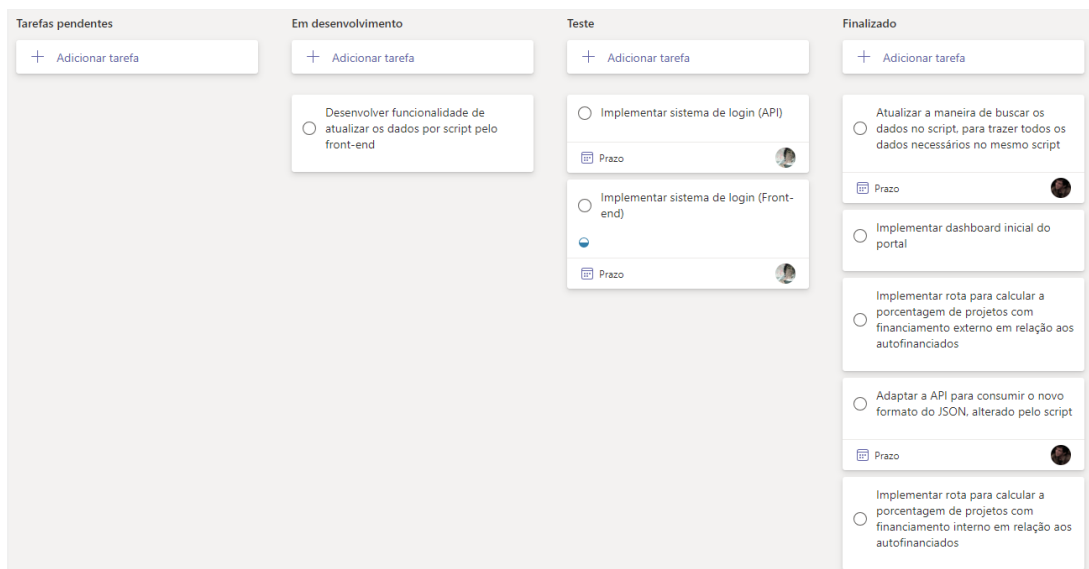 Tarefas pendentes
Adicionar tarefa
Em desenvolvimento
Adicionar tarefa
Desenvolver funcionalidade de
atualizar os dados por script pelo
front-end
Teste
Adicionar tarefa
Implementar sistema de login (API)
Prazo
Implementar sistema de login (Front-
end)
Prazo
Finalizado
Adicionar tarefa
Atualizar a maneira de buscar os
dados no script, para trazer todos os
dados necessários no mesmo script
Prazo
Implementar dashboard inicial do
portal
Implementar rota para calcular a
porcentagem de projetos com
financiamento externo em relação aos
autofinanciados
Adaptar a API para consumir o novo
formato do JSON, alterado pelo script
Prazo
Implementar rota para calcular a
porcentagem de projetos com
financiamento interno em relação aos
autofinanciados